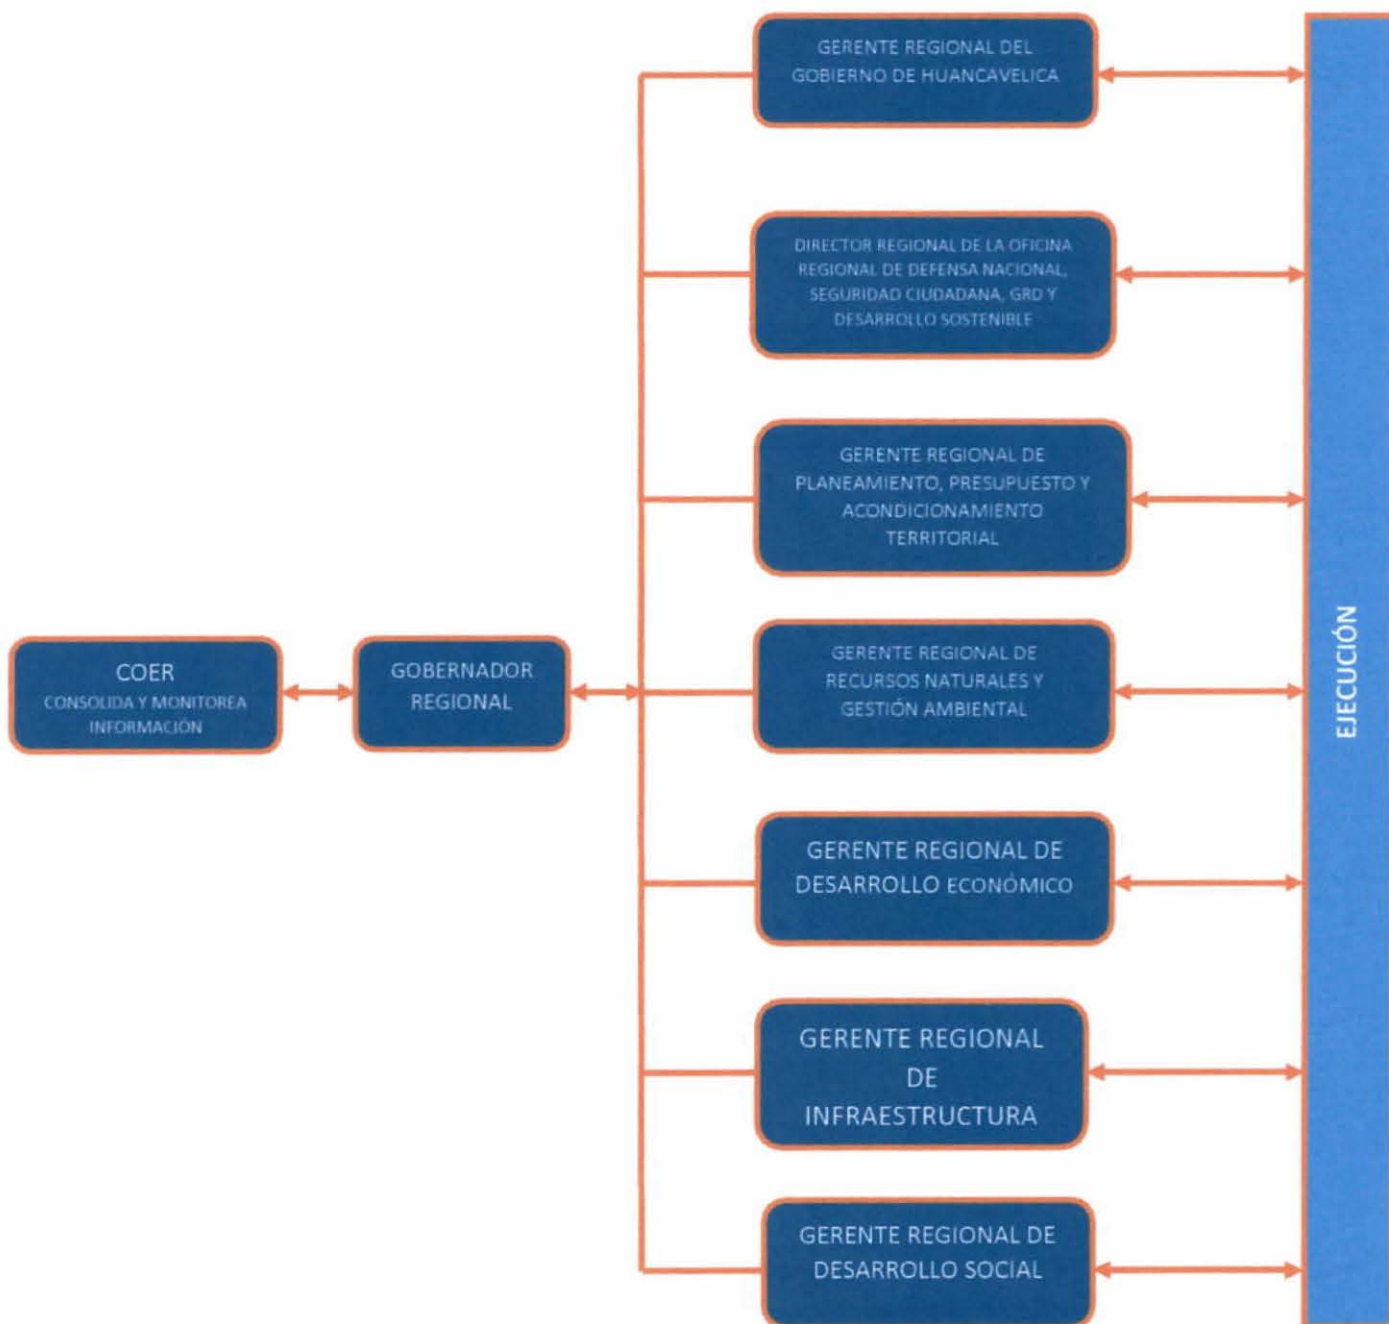 GERENTE REGIONAL DEL
GOBIERNO DE HUANCAVELICA
DIRECTOR REGIONAL DE LA OFICINA
REGIONAL DE DEFENSA NACIONAL,
SEGURIDAD CIUDADANA, GRD Y
DESARROLLO SOSTENIBLE
GERENTE REGIONAL DE
PLANEAMIENTO, PRESUPUESTO Y
ACONDICIONAMIENTO
TERRITORIAL
COER
CONSOLIDA Y MONITOREA
INFORMACIÓN
GOBERNADOR
REGIONAL
GERENTE REGIONAL DE
RECURSOS NATURALES Y
GESTIÓN AMBIENTAL
GERENTE REGIONAL DE
DESARROLLO ECONÓMICO
GERENTE REGIONAL
DE
INFRAESTRUCTURA
GERENTE REGIONAL DE
DESARROLLO SOCIAL
EJECUCIÓN